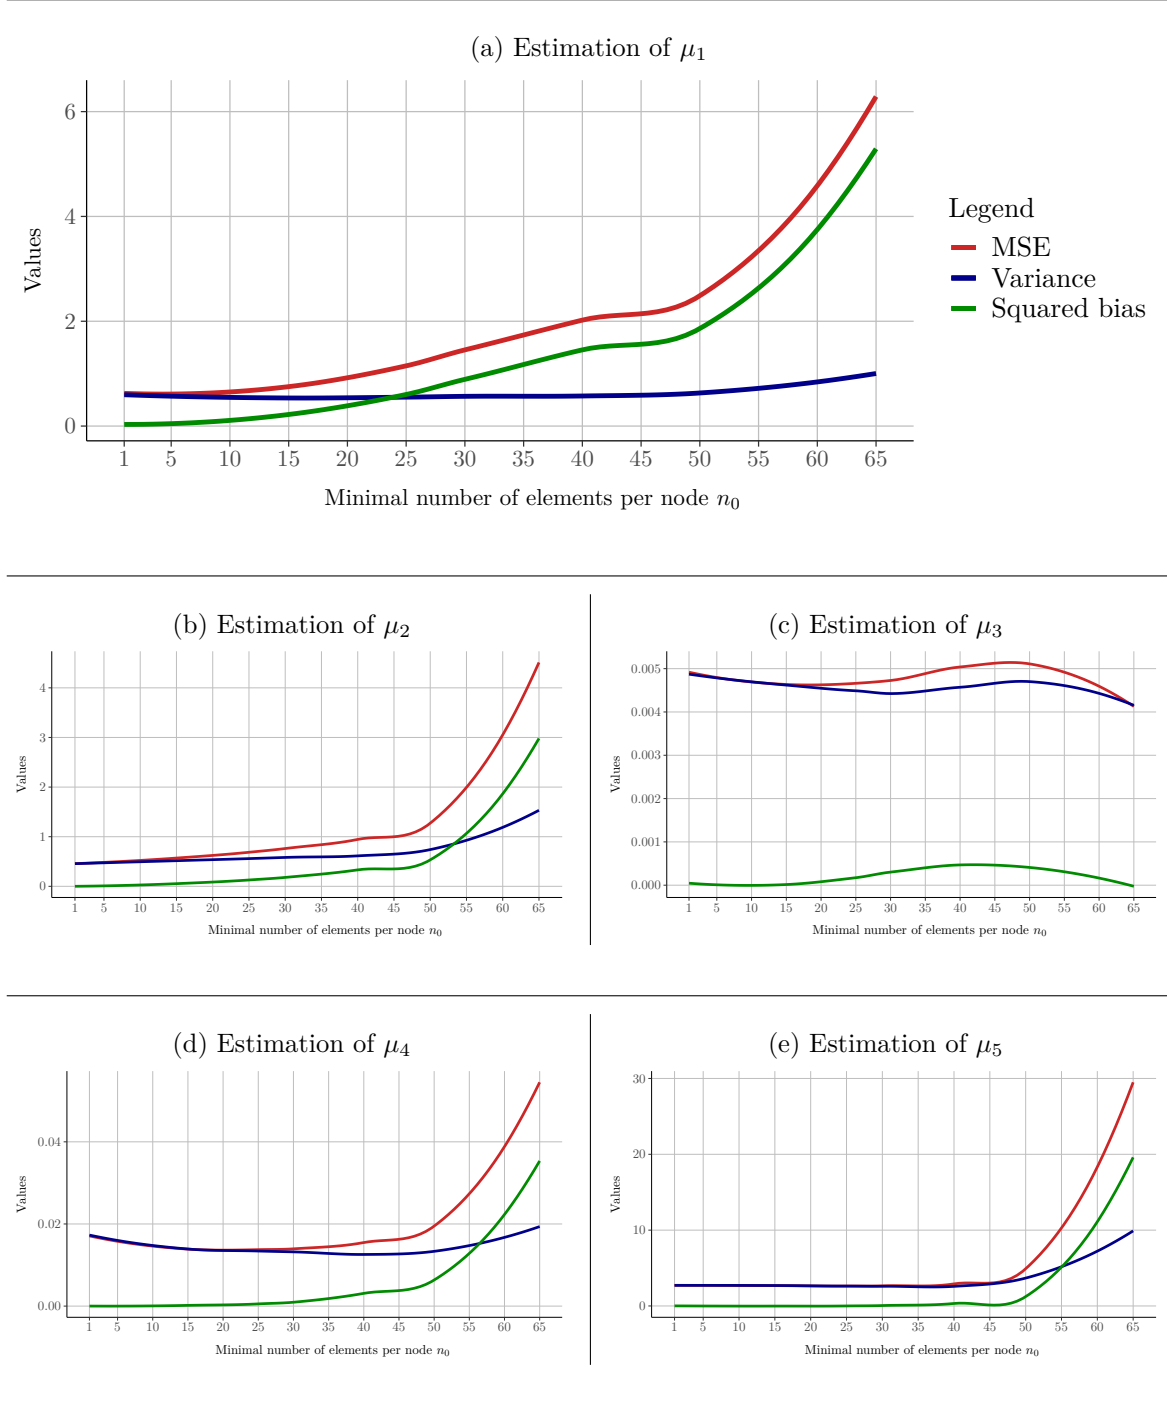 (a) Estimation of μ₁
6
4
2
0
Values
1 5 10 15 20 25 30 35 40 45 50 55 60 65
Minimal number of elements per node n₀
Legend
MSE
Variance
Squared bias
(b) Estimation of μ₂
4
3
2
1
0
Values
1 5 10 15 20 25 30 35 40 45 50 55 60 65
Minimal number of elements per node n₀
(c) Estimation of μ₃
0.005
0.004
0.003
0.002
0.001
0.000
Values
1 5 10 15 20 25 30 35 40 45 50 55 60 65
Minimal number of elements per node n₀
(d) Estimation of μ₄
0.04
0.02
0.00
Values
1 5 10 15 20 25 30 35 40 45 50 55 60 65
Minimal number of elements per node n₀
(e) Estimation of μ₅
30
20
10
0
Values
1 5 10 15 20 25 30 35 40 45 50 55 60 65
Minimal number of elements per node n₀